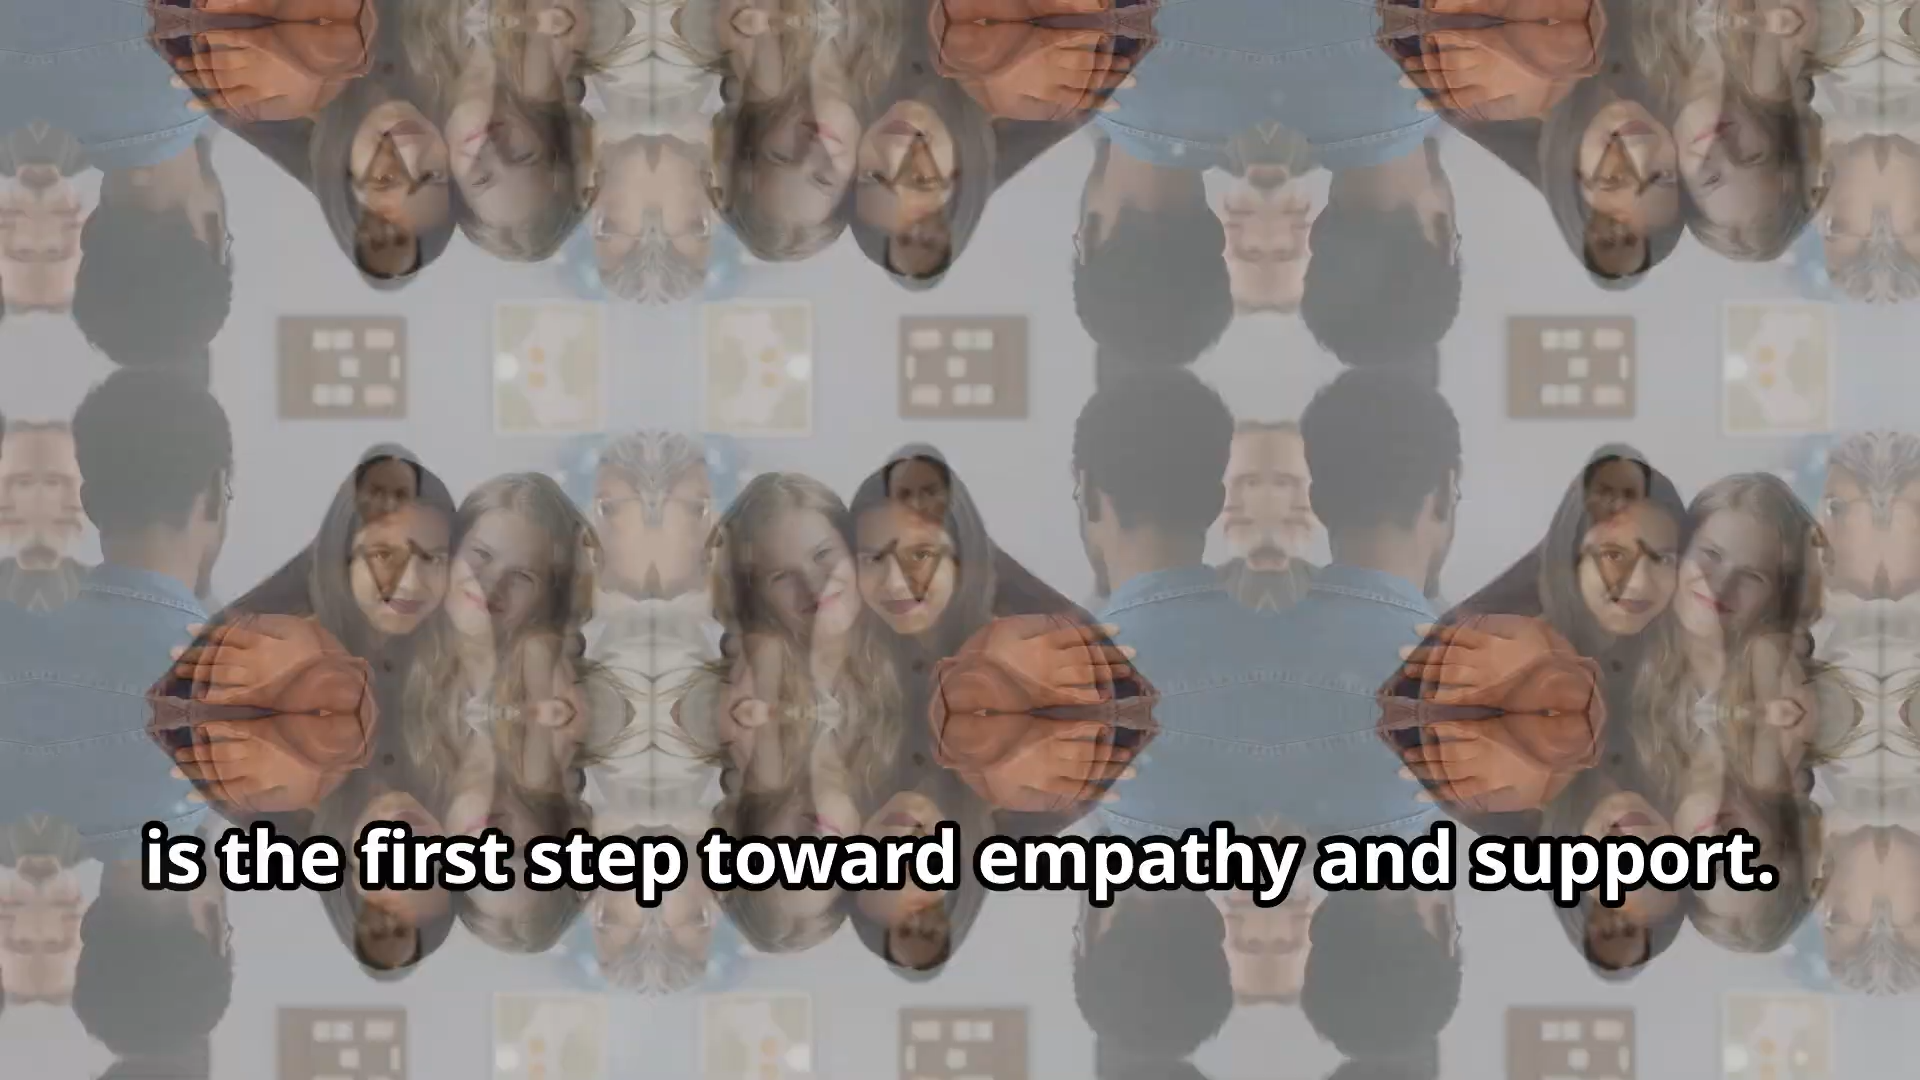 is the first step toward empathy and support.